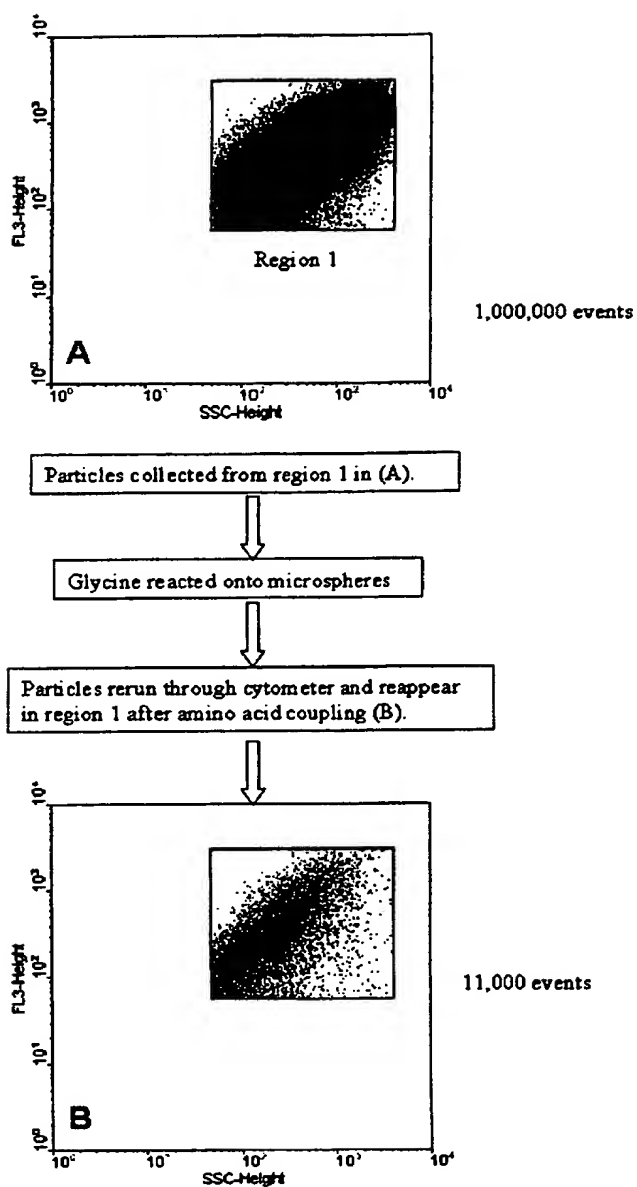 10⁴
10³
10²
10¹
10⁰
FL3-Height
Region 1
A
1,000,000 events
10⁰ 10¹ 10² 10³ 10⁴
SSC-Height
Particles collected from region 1 in (A).
Glycine reacted onto microspheres
Particles rerun through cytometer and reappear
in region 1 after amino acid coupling (B).
10⁴
10³
10²
10¹
10⁰
FL3-Height
11,000 events
B
10⁰ 10¹ 10² 10³ 10⁴
SSC-Height